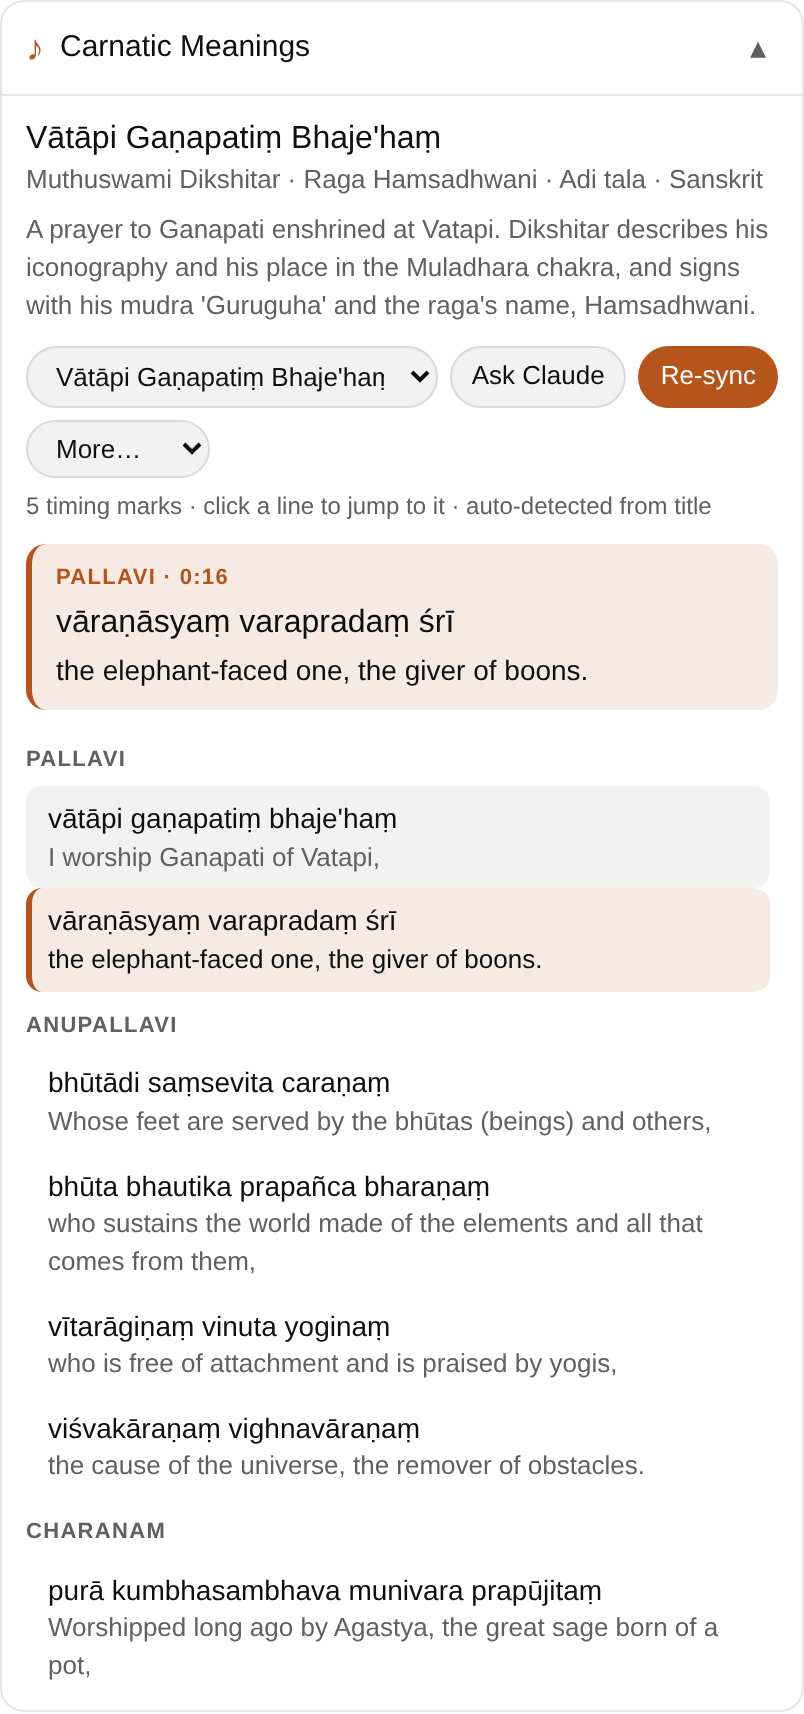 ♪ Carnatic Meanings ▲
Vātāpi Gaṇapatiṃ Bhaje'haṃ
Muthuswami Dikshitar · Raga Hamsadhwani · Adi tala · Sanskrit
A prayer to Ganapati enshrined at Vatapi. Dikshitar describes his
iconography and his place in the Muladhara chakra, and signs
with his mudra 'Guruguha' and the raga's name, Hamsadhwani.
Vātāpi Gaṇapatiṃ Bhaje'haṃ Ask Claude Re-sync
More…
5 timing marks · click a line to jump to it · auto-detected from title
PALLAVI · 0:16
vāraṇāsyaṃ varapradaṃ śrī
the elephant-faced one, the giver of boons.
PALLAVI
vātāpi gaṇapatiṃ bhaje'haṃ
I worship Ganapati of Vatapi,
vāraṇāsyaṃ varapradaṃ śrī
the elephant-faced one, the giver of boons.
ANUPALLAVI
bhūtādi saṃsevita caraṇaṃ
Whose feet are served by the bhūtas (beings) and others,
bhūta bhautika prapañca bharaṇaṃ
who sustains the world made of the elements and all that
comes from them,
vītarāgiṇaṃ vinuta yoginaṃ
who is free of attachment and is praised by yogis,
viśvakāraṇaṃ vighnavāraṇaṃ
the cause of the universe, the remover of obstacles.
CHARANAM
purā kumbhasambhava munivara prapūjitaṃ
Worshipped long ago by Agastya, the great sage born of a
pot,